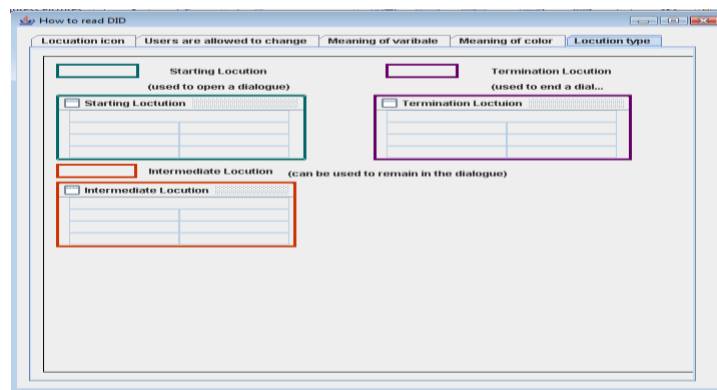 How to read DID
Locuation icon Users are allowed to change Meaning of varibale Meaning of color Locution type
Starting Locution Termination Locution
(used to open a dialogue) (used to end a dial...
Starting Loctution Termination Loctuion
Intermediate Locution (can be used to remain in the dialogue)
Intermediate Locution